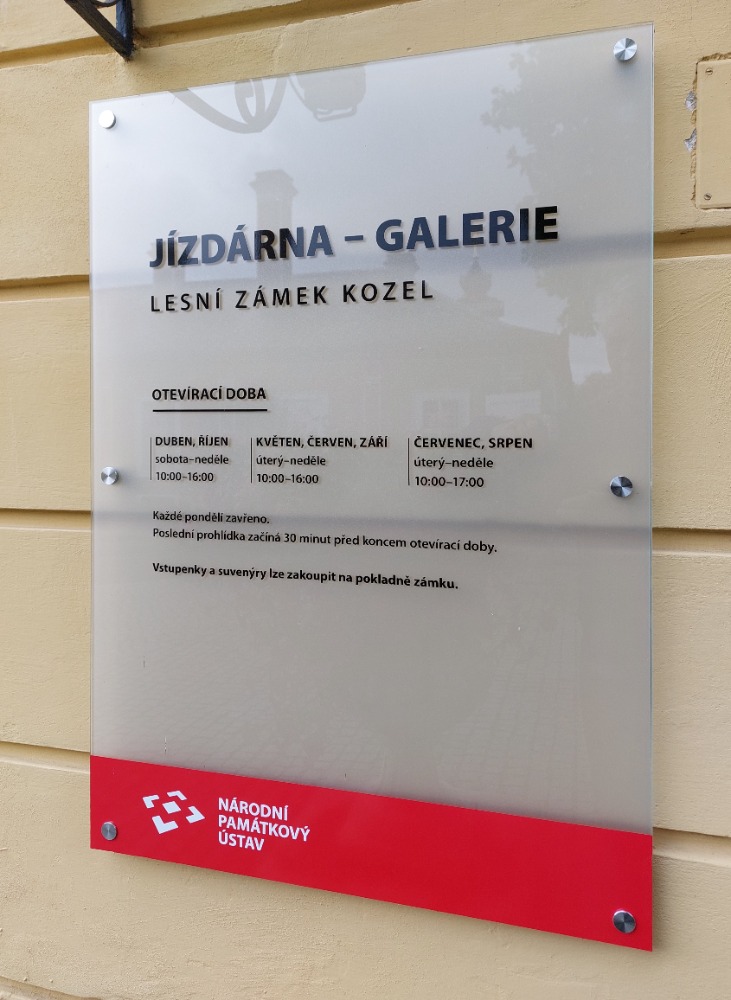 JÍZDÁRNA – GALERIE
LESNÍ ZÁMEK KOZEL
OTEVÍRACÍ DOBA
DUBEN, ŘÍJEN
sobota–neděle
10:00–16:00
KVĚTEN, ČERVEN, ZÁŘÍ
úterý–neděle
10:00–16:00
ČERVENEC, SRPEN
úterý–neděle
10:00–17:00
Každé pondělí zavřeno.
Poslední prohlídka začíná 30 minut před koncem otevírací doby.
Vstupenky a suvenýry lze zakoupit na pokladně zámku.
NÁRODNÍ
PAMÁTKOVÝ
ÚSTAV